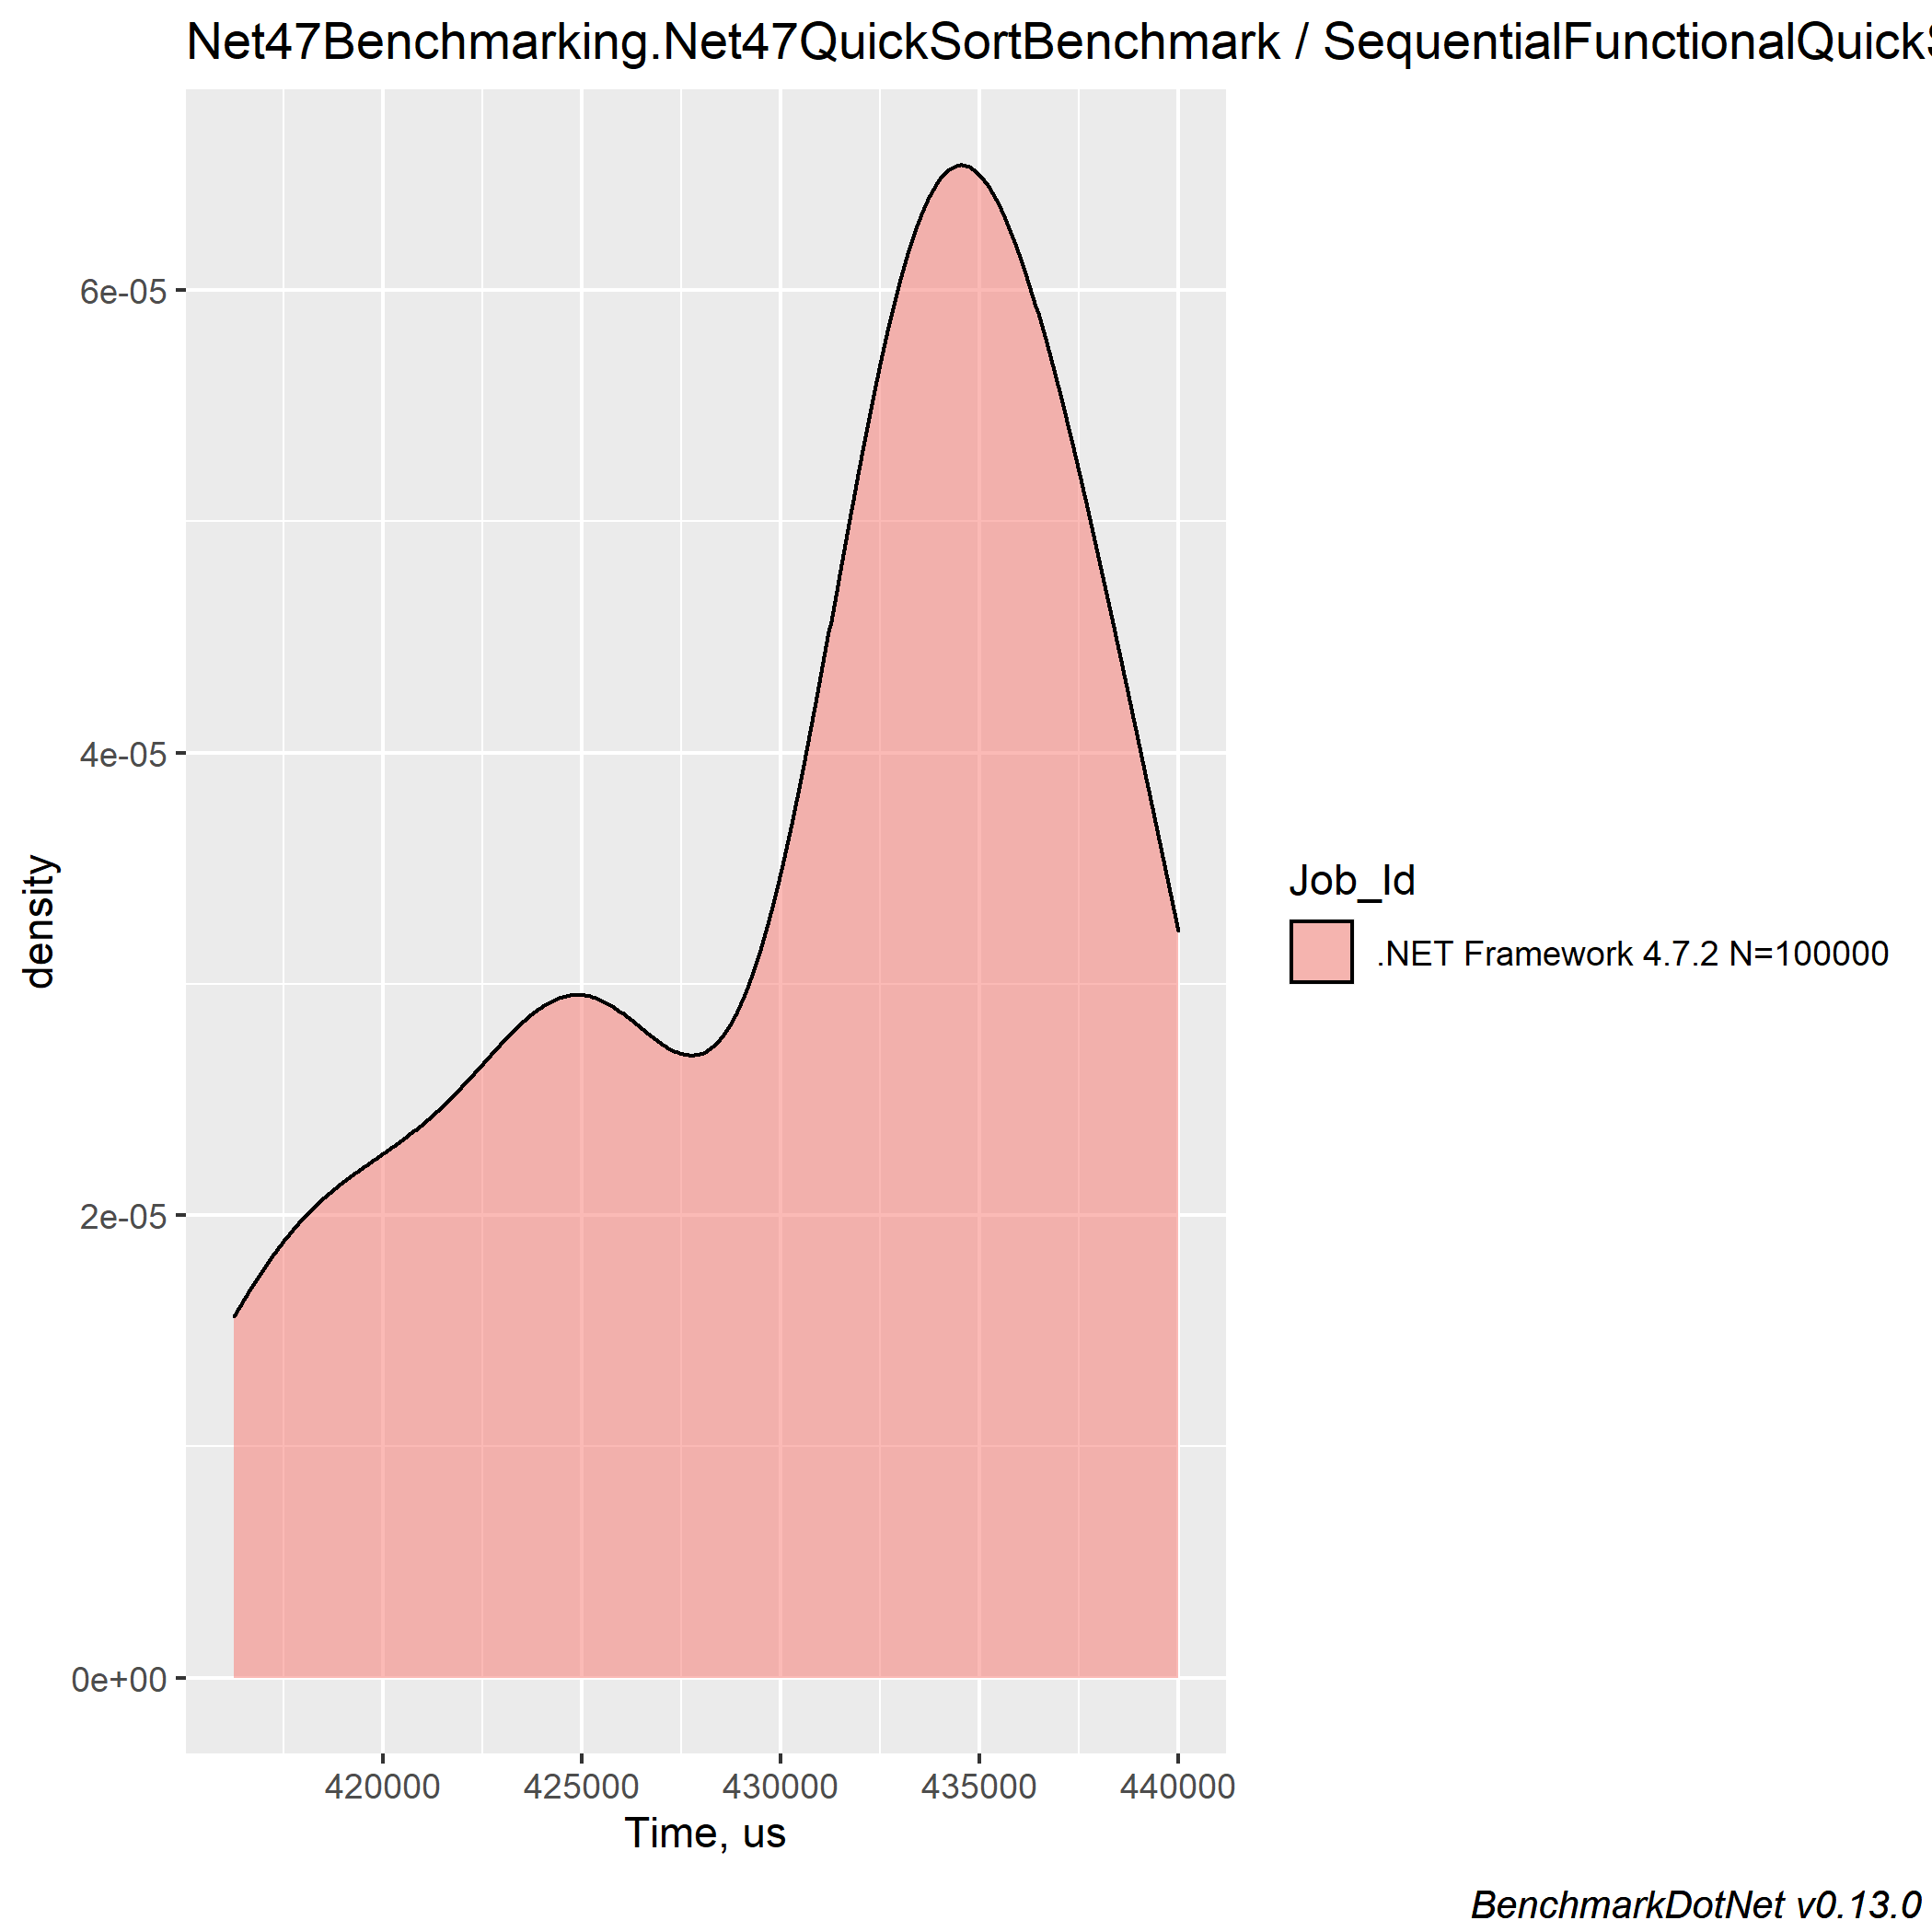 Net47Benchmarking.Net47QuickSortBenchmark / SequentialFunctionalQuick
6e-05
4e-05
2e-05
0e+00
density
420000 425000 430000 435000 440000
Time, us
Job_Id
.NET Framework 4.7.2 N=100000
BenchmarkDotNet v0.13.0